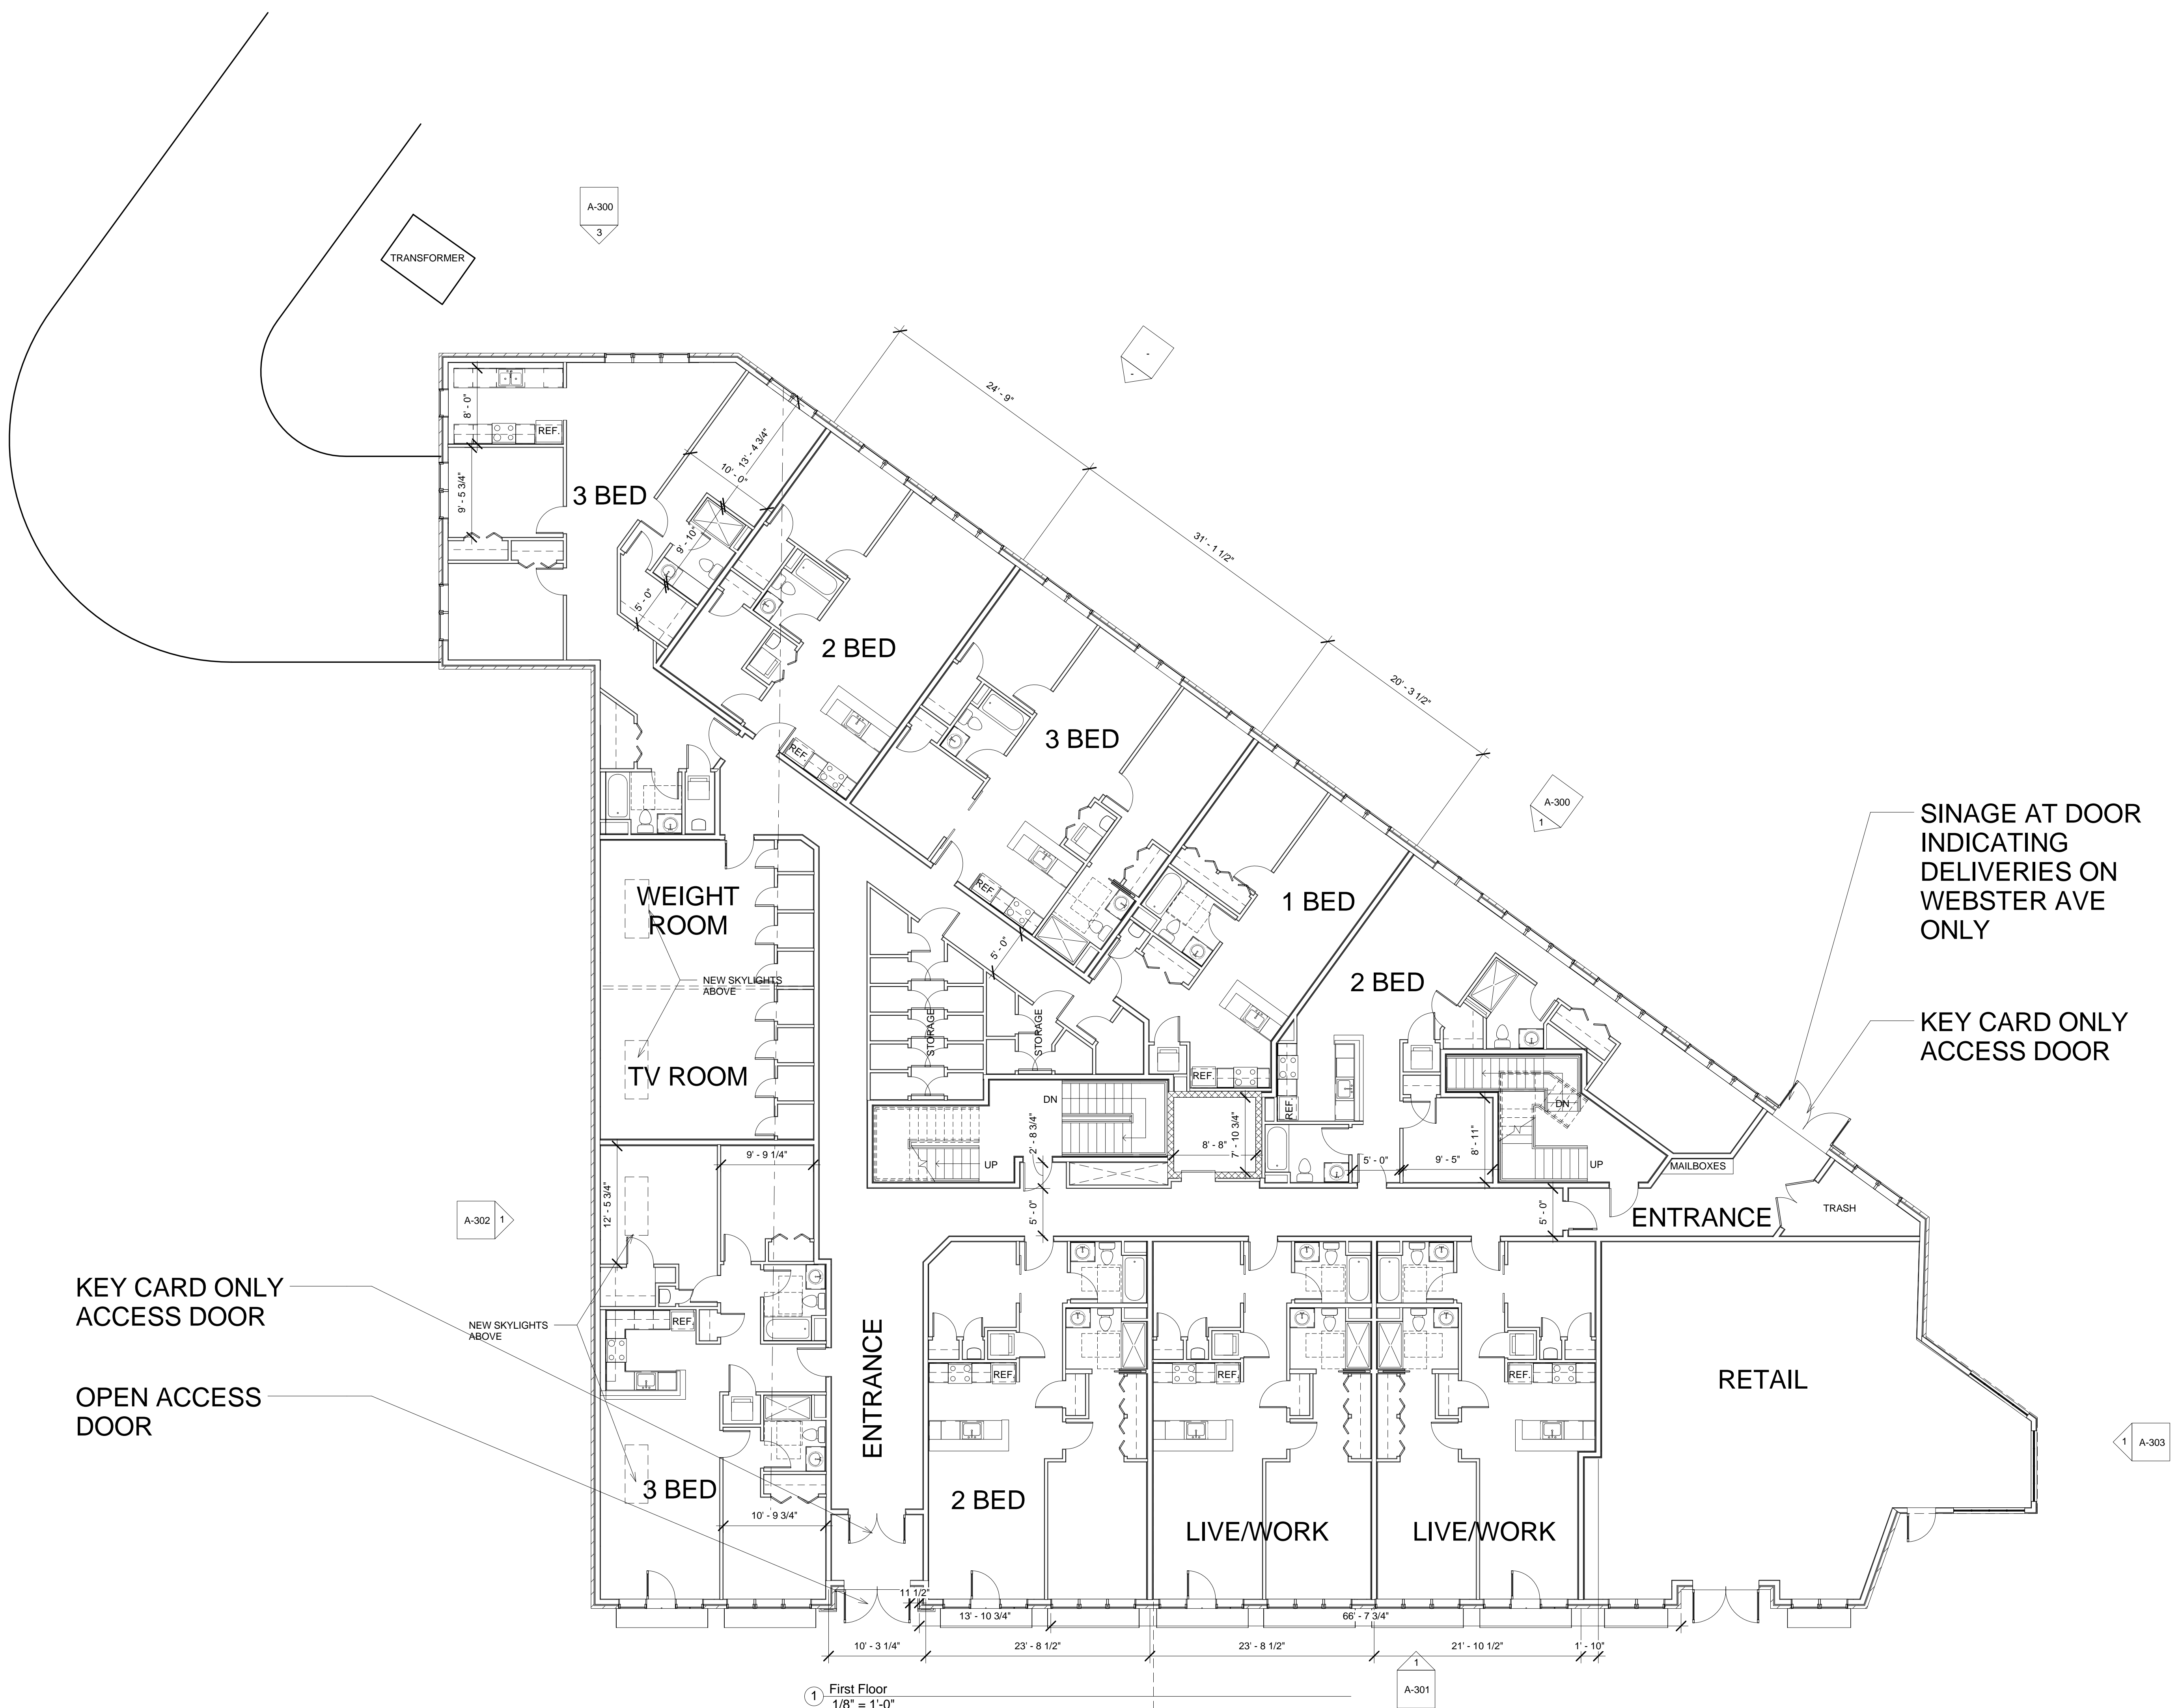 A-300
3
TRANSFORMER
-
-
24' - 9"
8' - 0"
REF.
13' - 4 3/4"
10' - 0"
9' - 5 3/4"
3 BED
9' - 10"
31' - 1 1/2"
5' - 0"
2 BED
20' - 3 1/2"
3 BED
REF.
A-300
1
SINAGE AT DOOR
INDICATING
DELIVERIES ON
WEBSTER AVE
ONLY
WEIGHT
ROOM
REF.
1 BED
5' - 0"
NEW SKYLIGHTS
ABOVE
2 BED
KEY CARD ONLY
ACCESS DOOR
STORAGE
STORAGE
TV ROOM
REF.
REF.
DN
DN
2' - 8 3/4"
8' - 8"
7' - 10 3/4"
8' - 11"
9' - 9 1/4"
UP
5' - 0"
9' - 5"
UP
MAILBOXES
12' - 5 3/4"
A-302
1
5' - 0"
5' - 0"
ENTRANCE
TRASH
KEY CARD ONLY
ACCESS DOOR
NEW SKYLIGHTS
ABOVE
REF.
ENTRANCE
REF.
REF.
REF.
RETAIL
OPEN ACCESS
DOOR
1
A-303
3 BED
2 BED
10' - 9 3/4"
LIVE/WORK
LIVE/WORK
11 1/2"
13' - 10 3/4"
66' - 7 3/4"
10' - 3 1/4"
23' - 8 1/2"
23' - 8 1/2"
21' - 10 1/2"
1' - 10"
1
A-301
1
First Floor
1/8" = 1'-0"